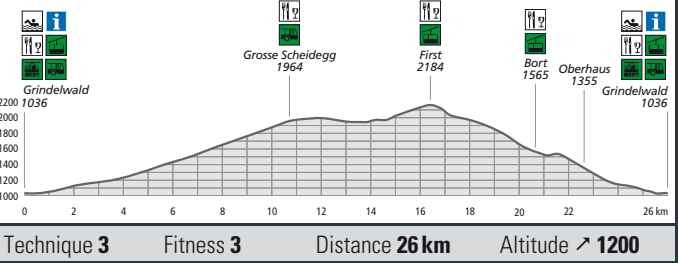 Grindelwald
1036
Grosse Scheidegg
1964
First
2184
Bort
1565
Oberhaus
1355
Grindelwald
1036
2200
2000
1800
1600
1400
1200
1000
0 2 4 6 8 10 12 14 16 18 20 22 26 km
Technique 3 Fitness 3 Distance 26 km Altitude ↗ 1200